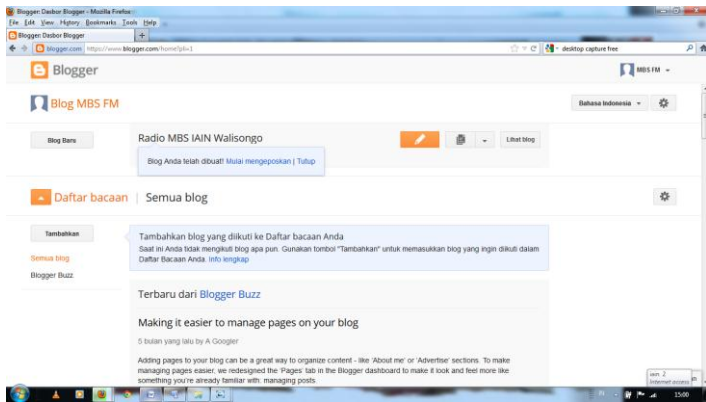 Blogger: Dasbor Blogger - Mozilla Firefox
File Edit View History Bookmarks Tools Help
Blogger: Dasbor Blogger
blogger.com https://www.blogger.com/home?pli=1
desktop capture free
Blogger
MBS FM
Blog MBS FM
Bahasa Indonesia
Blog Baru
Radio MBS IAIN Walisongo
Lihat blog
Blog Anda telah dibuat! Mulai mengeposkan | Tutup
Daftar bacaan | Semua blog
Tambahkan
Tambahkan blog yang diikuti ke Daftar bacaan Anda
Saat ini Anda tidak mengikuti blog apa pun. Gunakan tombol "Tambahkan" untuk memasukkan blog yang ingin diikuti dalam
Daftar Bacaan Anda. Info lengkap
Semua blog
Blogger Buzz
Terbaru dari Blogger Buzz
Making it easier to manage pages on your blog
5 bulan yang lalu by A Googler
Adding pages to your blog can be a great way to organize content - like 'About me' or 'Advertise' sections. To make
managing pages easier, we redesigned the 'Pages' tab in the Blogger dashboard to make it look and feel more like
something you're already familiar with: managing posts.
iain 2
Internet access
15:00